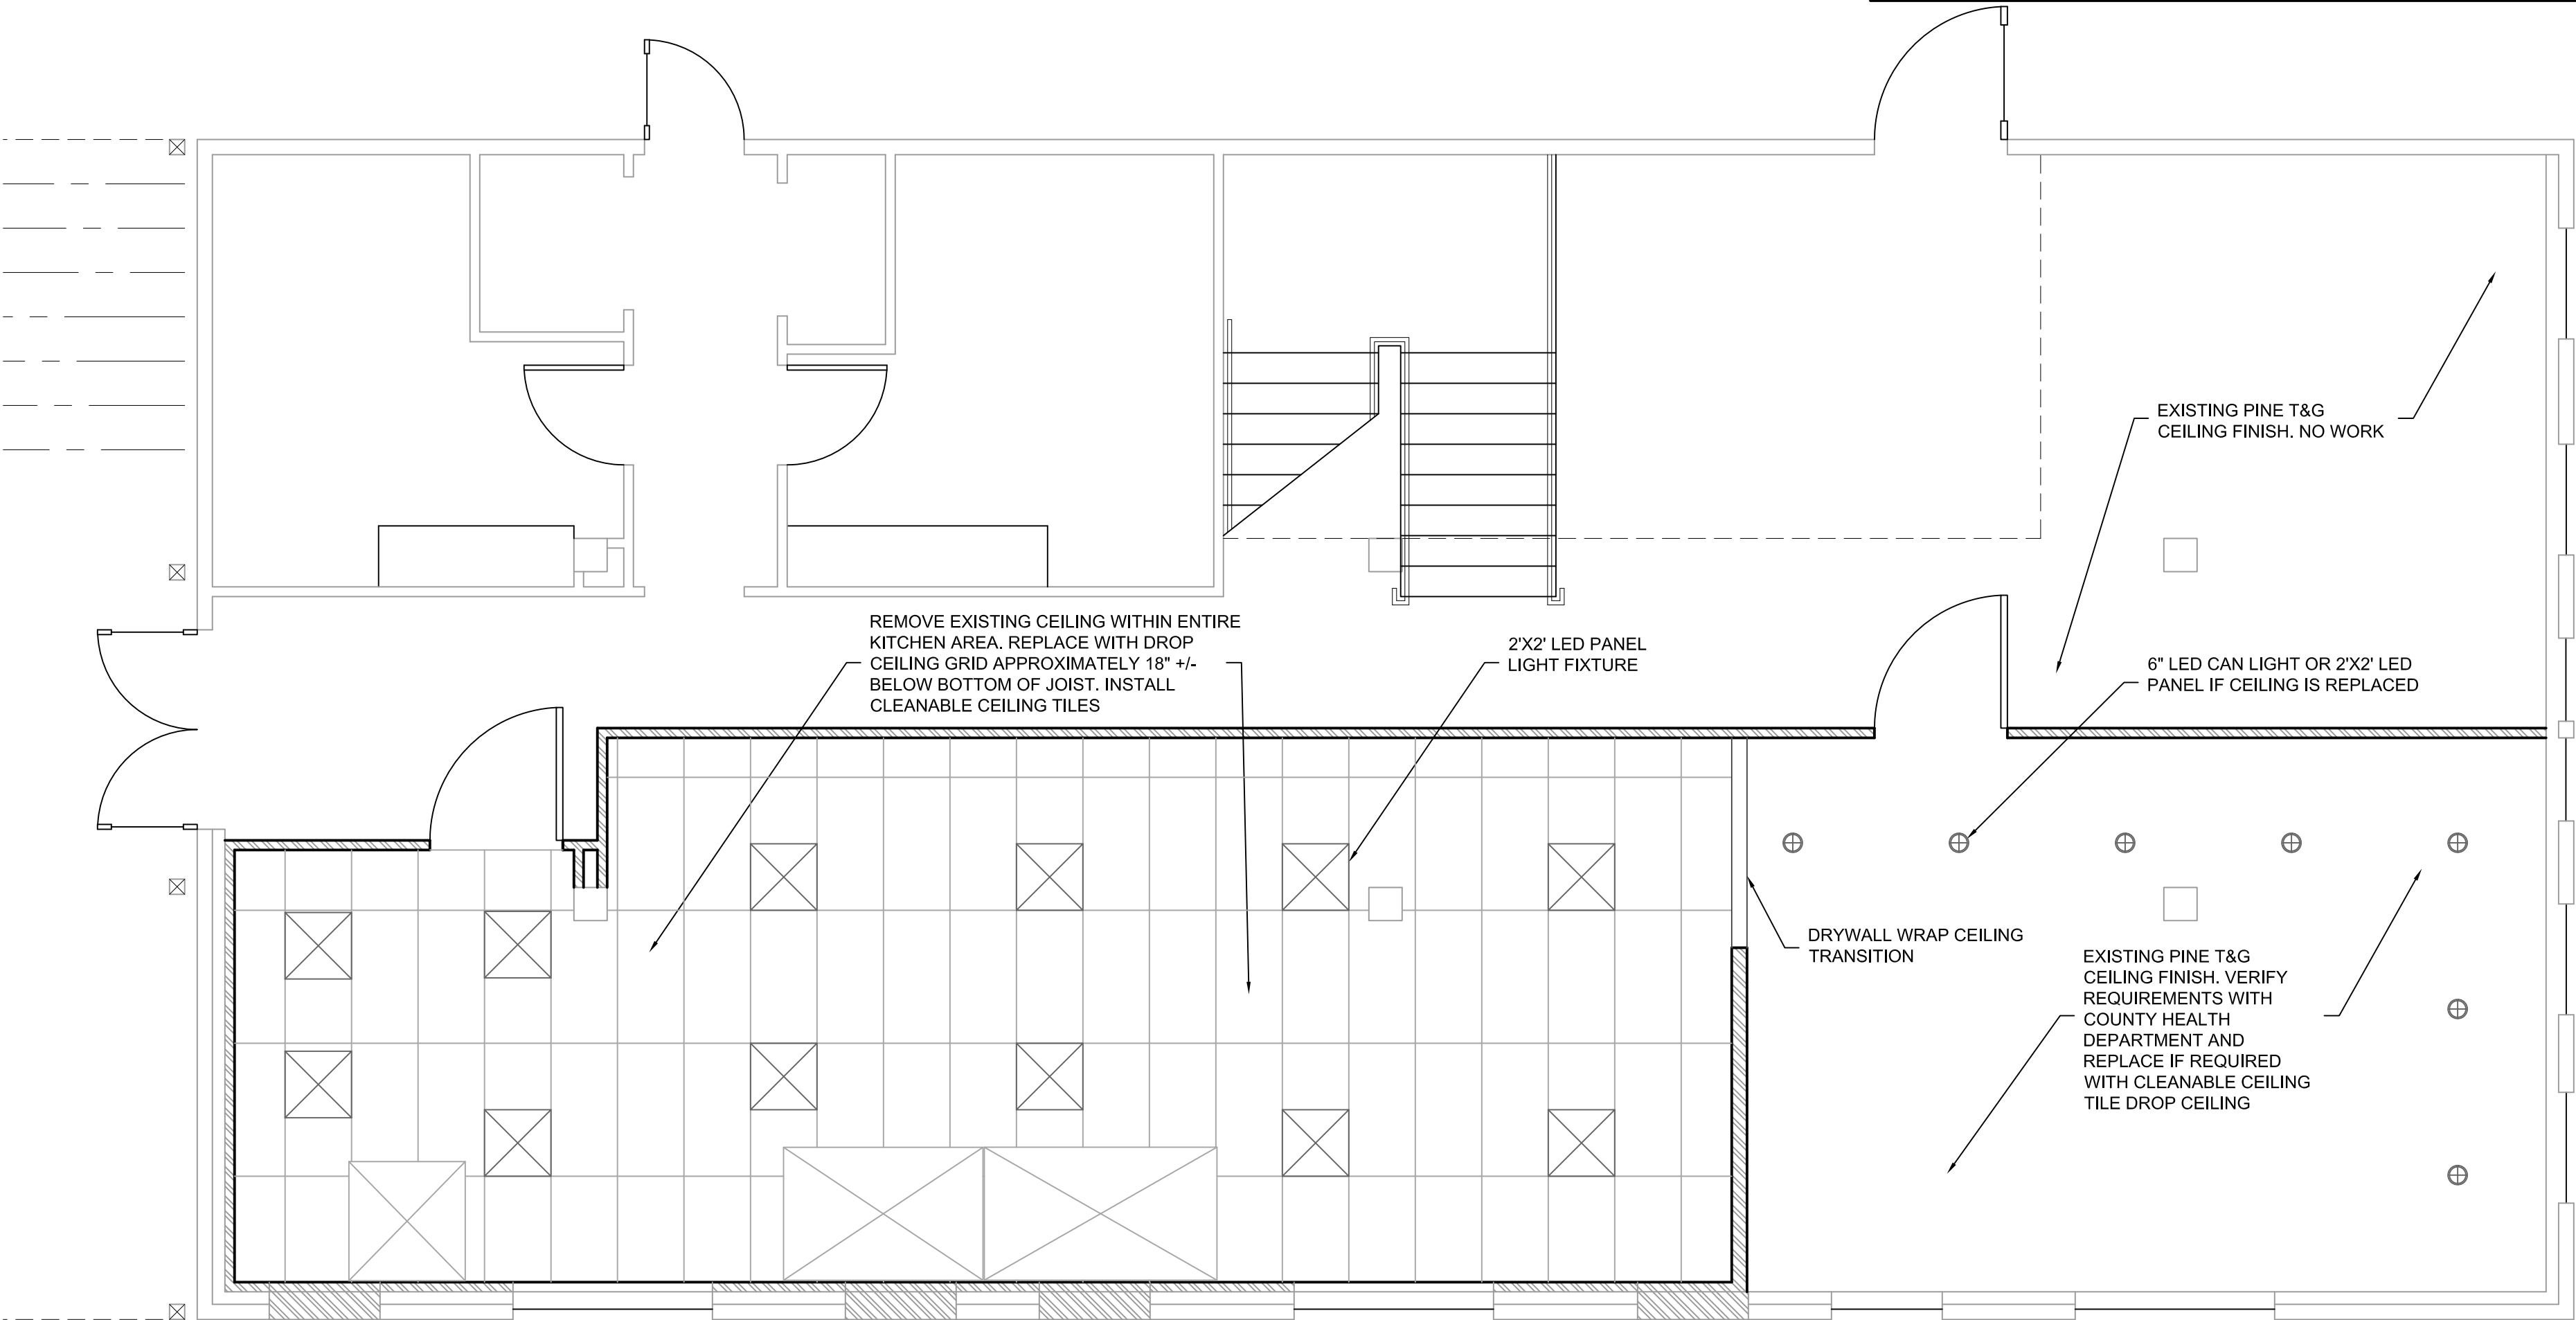 EXISTING PINE T&G
CEILING FINISH. NO WORK
REMOVE EXISTING CEILING WITHIN ENTIRE
KITCHEN AREA. REPLACE WITH DROP
CEILING GRID APPROXIMATELY 18" +/-
BELOW BOTTOM OF JOIST. INSTALL
CLEANABLE CEILING TILES
2'X2' LED PANEL
LIGHT FIXTURE
6" LED CAN LIGHT OR 2'X2' LED
PANEL IF CEILING IS REPLACED
DRYWALL WRAP CEILING
TRANSITION
EXISTING PINE T&G
CEILING FINISH. VERIFY
REQUIREMENTS WITH
COUNTY HEALTH
DEPARTMENT AND
REPLACE IF REQUIRED
WITH CLEANABLE CEILING
TILE DROP CEILING